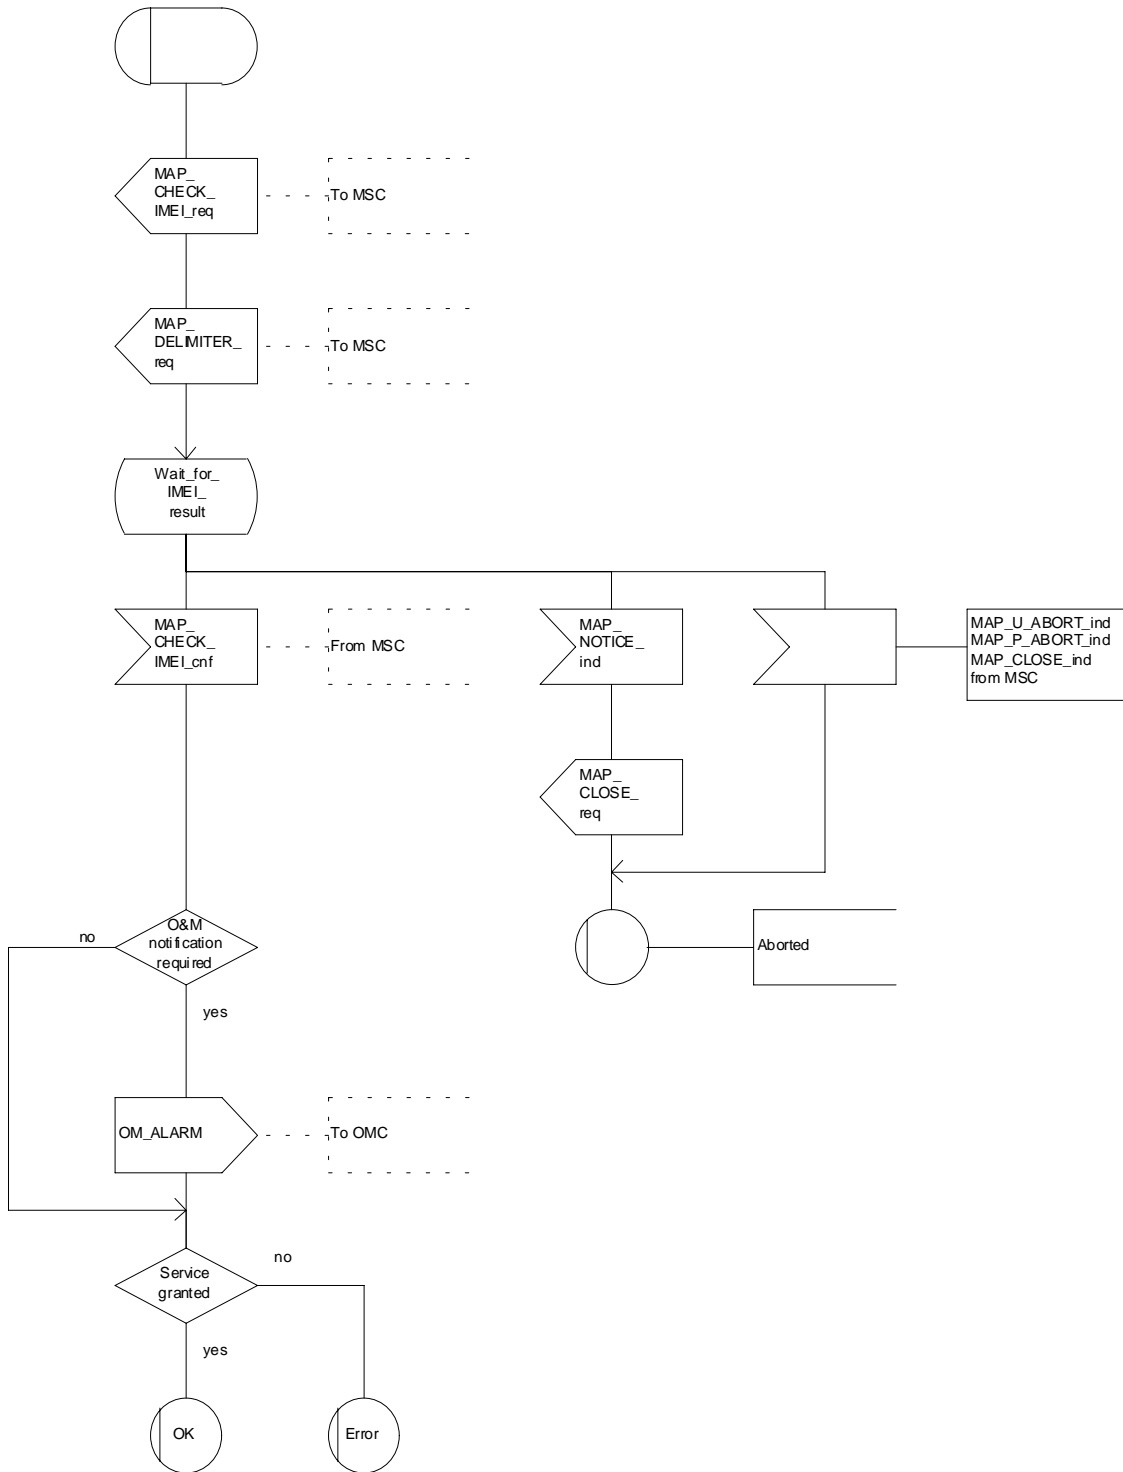 MAP_
CHECK_
IMEI_req
To MSC
MAP_
DELIMITER_
req
To MSC
Wait_for_
IMEI_
result
MAP_
CHECK_
IMEI_cnf
From MSC
MAP_
NOTICE_
ind
MAP_U_ABORT_ind
MAP_P_ABORT_ind
MAP_CLOSE_ind
from MSC
MAP_
CLOSE_
req
O&M
notification
required
no
Aborted
yes
OM_ALARM
To OMC
Service
granted
no
yes
OK
Error